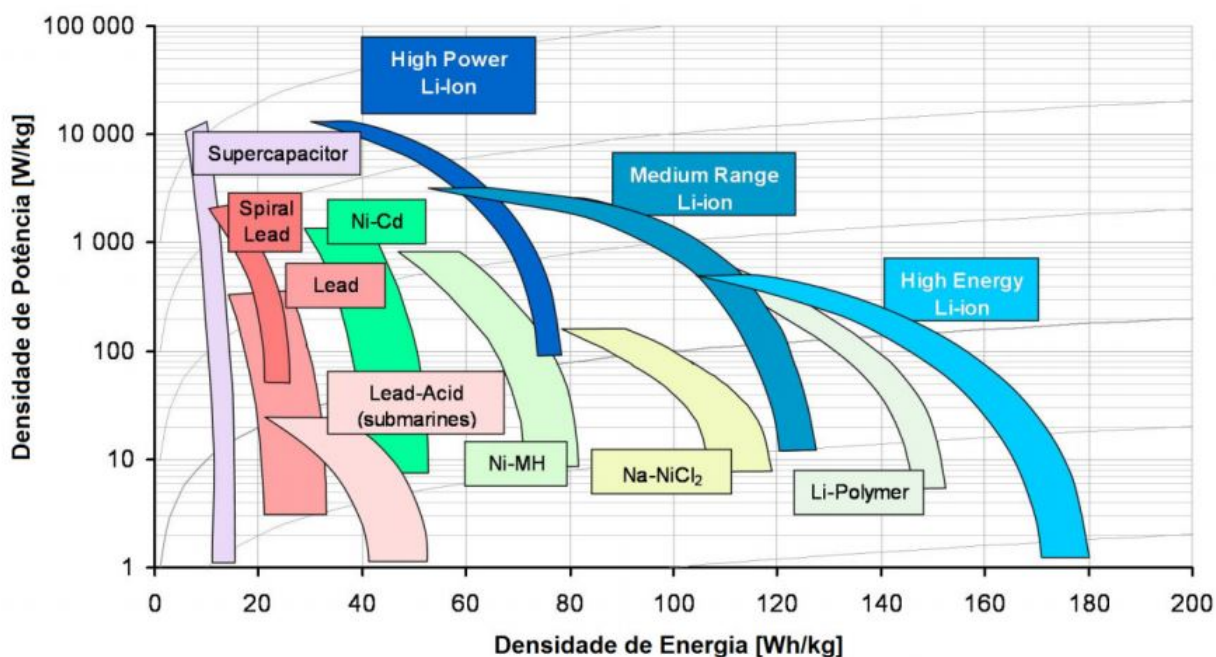 Densidade de Potência [W/kg]
100 000
10 000
1 000
100
10
1
High Power
Li-Ion
Supercapacitor
Medium Range
Li-ion
Spiral
Lead
Ni-Cd
Lead
High Energy
Li-ion
Lead-Acid
(submarines)
Ni-MH
Na-NiCl₂
Li-Polymer
0 20 40 60 80 100 120 140 160 180 200
Densidade de Energia [Wh/kg]